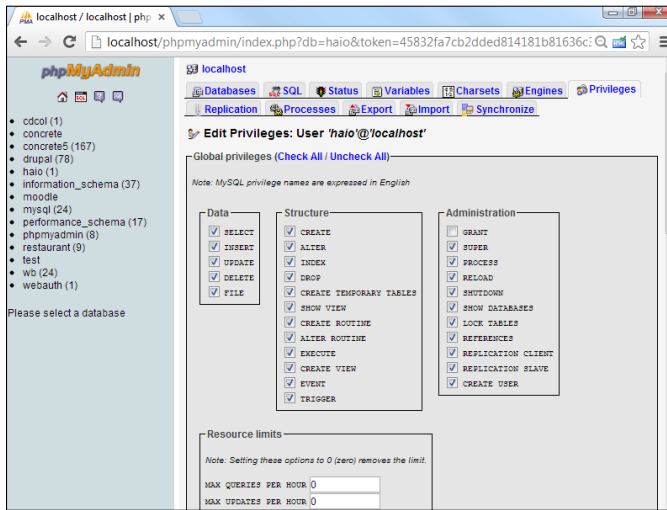 localhost / localhost | php
localhost/phpmyadmin/index.php?db=haio&token=45832fa7cb2dded814181b81636c
phpMyAdmin
cdcol (1)
concrete
concrete5 (167)
drupal (78)
haio (1)
information_schema (37)
moodle
mysql (24)
performance_schema (17)
phpmyadmin (8)
restaurant (9)
test
wb (24)
webauth (1)
Please select a database
localhost
Databases SQL Status Variables Charsets Engines Privileges
Replication Processes Export Import Synchronize
Edit Privileges: User 'haio'@'localhost'
Global privileges (Check All / Uncheck All)
Note: MySQL privilege names are expressed in English
Data
SELECT
INSERT
UPDATE
DELETE
FILE
Structure
CREATE
ALTER
INDEX
DROP
CREATE TEMPORARY TABLES
SHOW VIEW
CREATE ROUTINE
ALTER ROUTINE
EXECUTE
CREATE VIEW
EVENT
TRIGGER
Administration
GRANT
SUPER
PROCESS
RELOAD
SHUTDOWN
SHOW DATABASES
LOCK TABLES
REFERENCES
REPLICATION CLIENT
REPLICATION SLAVE
CREATE USER
Resource limits
Note: Setting these options to 0 (zero) removes the limit.
MAX QUERIES PER HOUR 0
MAX UPDATES PER HOUR 0